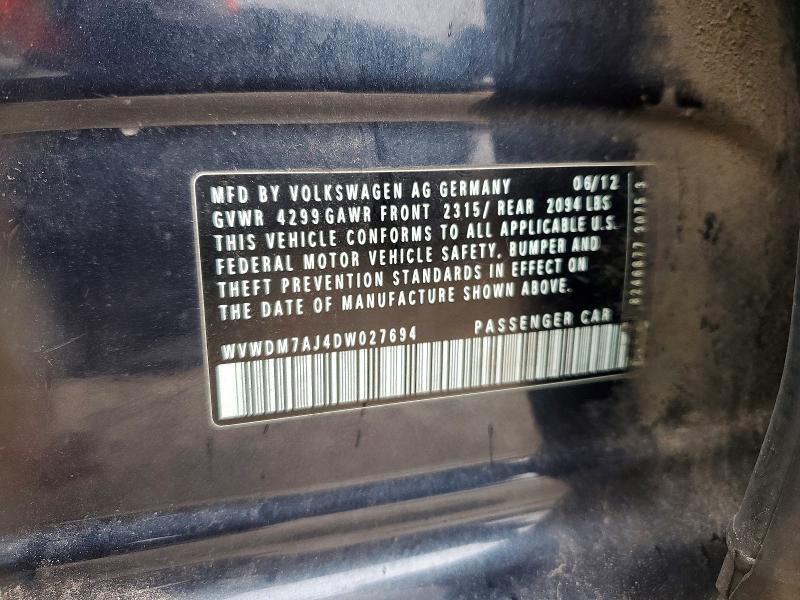 MFD BY VOLKSWAGEN AG GERMANY 06/12
GVWR 4299 GAWR FRONT 2315/ REAR 2094 LBS
THIS VEHICLE CONFORMS TO ALL APPLICABLE U.S.
FEDERAL MOTOR VEHICLE SAFETY, BUMPER AND
THEFT PREVENTION STANDARDS IN EFFECT ON
THE DATE OF MANUFACTURE SHOWN ABOVE.
WVWDM7AJ4DW027694 PASSENGER CAR